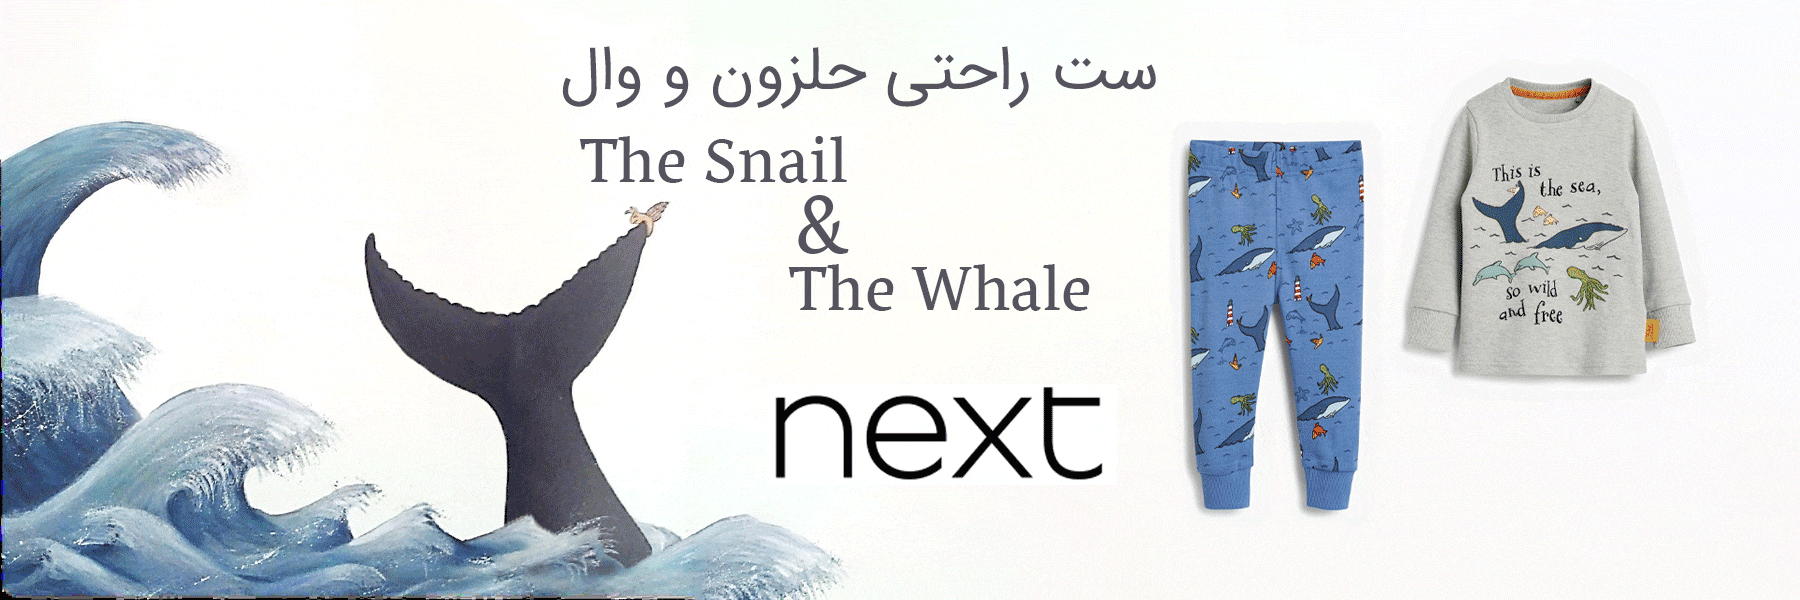 ست راحتی حلزون و وال
The Snail
&
The Whale
next
This is
the sea,
so wild
and free